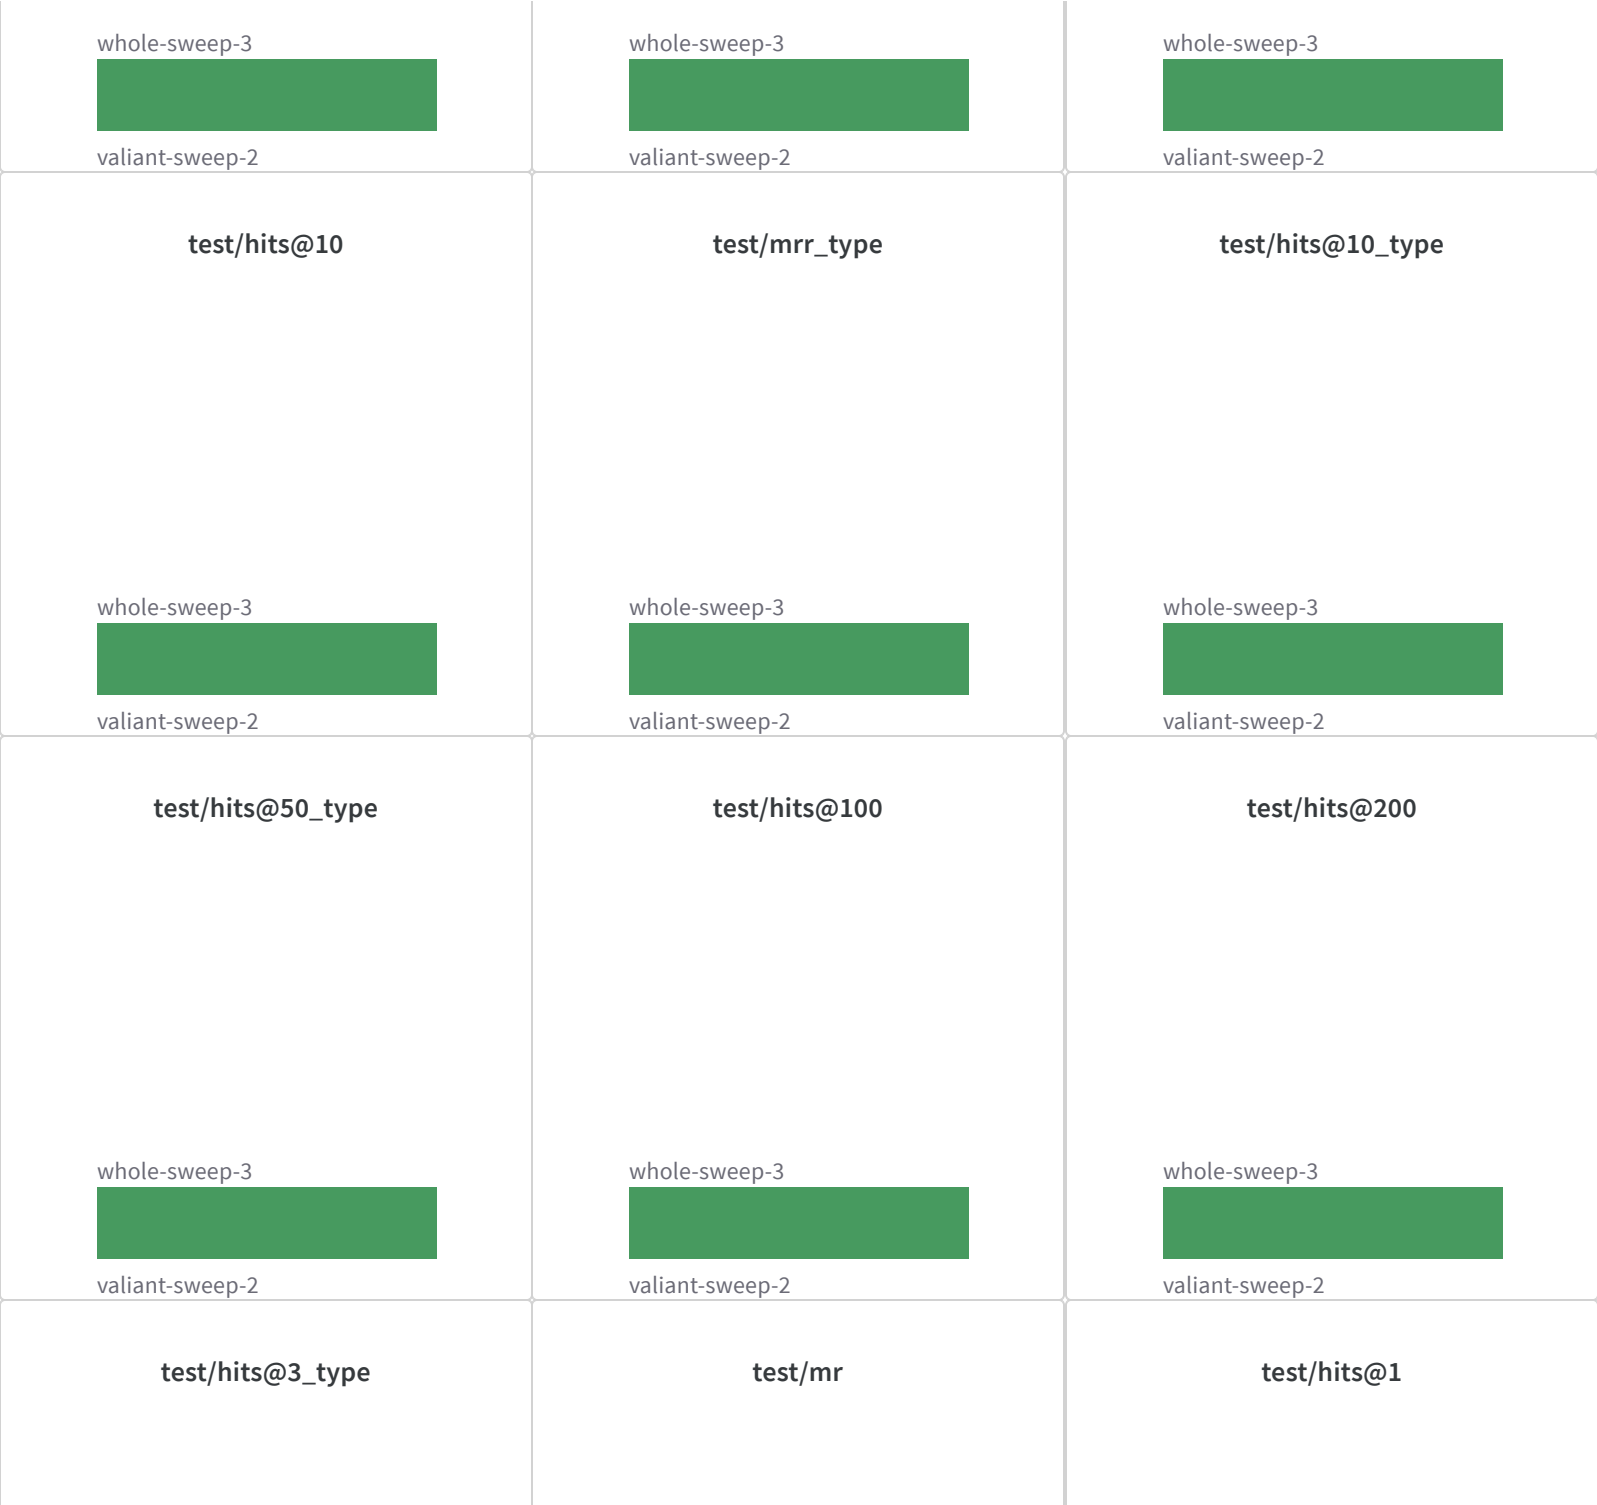 whole-sweep-3 whole-sweep-3 whole-sweep-3
valiant-sweep-2 valiant-sweep-2 valiant-sweep-2
test/hits@10 test/mrr_type test/hits@10_type
whole-sweep-3 whole-sweep-3 whole-sweep-3
valiant-sweep-2 valiant-sweep-2 valiant-sweep-2
test/hits@50_type test/hits@100 test/hits@200
whole-sweep-3 whole-sweep-3 whole-sweep-3
valiant-sweep-2 valiant-sweep-2 valiant-sweep-2
test/hits@3_type test/mr test/hits@1